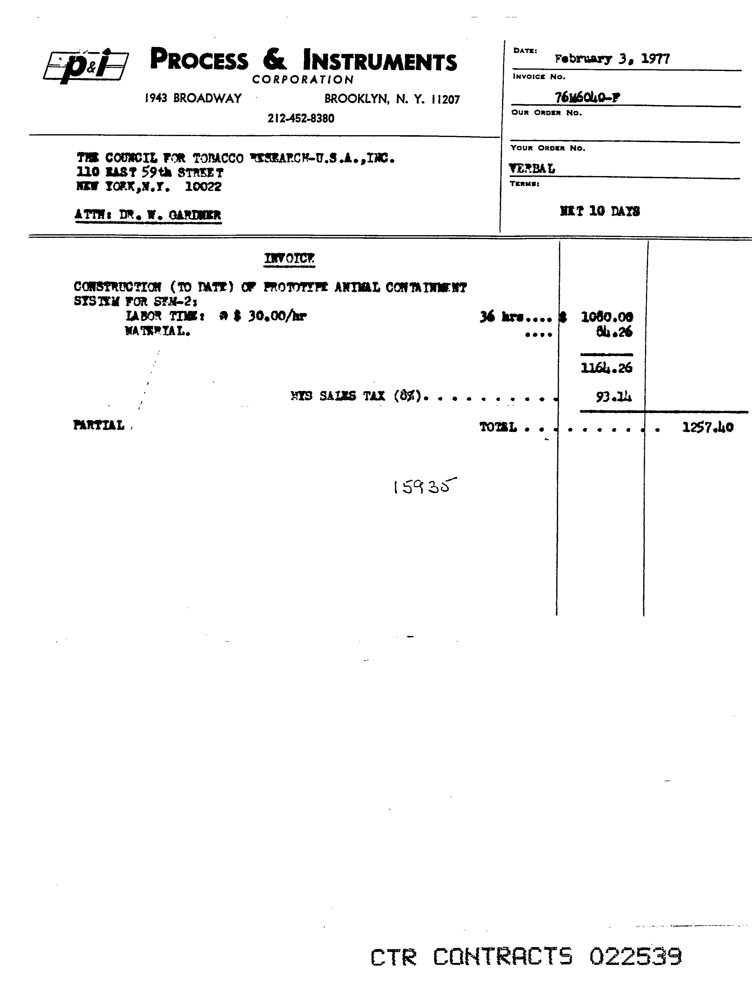 p&i PROCESS & INSTRUMENTS
CORPORATION
1943 BROADWAY BROOKLYN, N. Y. 11207
212-452-8380
DATE: February 3, 1977
INVOICE NO.
76M6040-P
OUR ORDER NO.
YOUR ORDER NO.
VERBAL
TERMS:
NET 10 DAYS
THE COUNCIL FOR TOBACCO RESEARCH-U.S.A.,INC.
110 EAST 59th STREET
NEW YORK,N.Y. 10022
ATTN: DR. W. GARDNER
INVOICE
CONSTRUCTION (TO DATE) OF PROTOTYPE ANIMAL CONTAINMENT
SYSTEM FOR SEM-2:
LABOR TIME: @ $ 30.00/hr 36 hrs.... $ 1080.00
MATERIAL. .... 84.26
1164.26
NYS SALES TAX (8%). . . . . . . . . . . 93.14
PARTIAL TOTAL . . . . . . . . . . 1257.40
15935
CTR CONTRACTS 022539